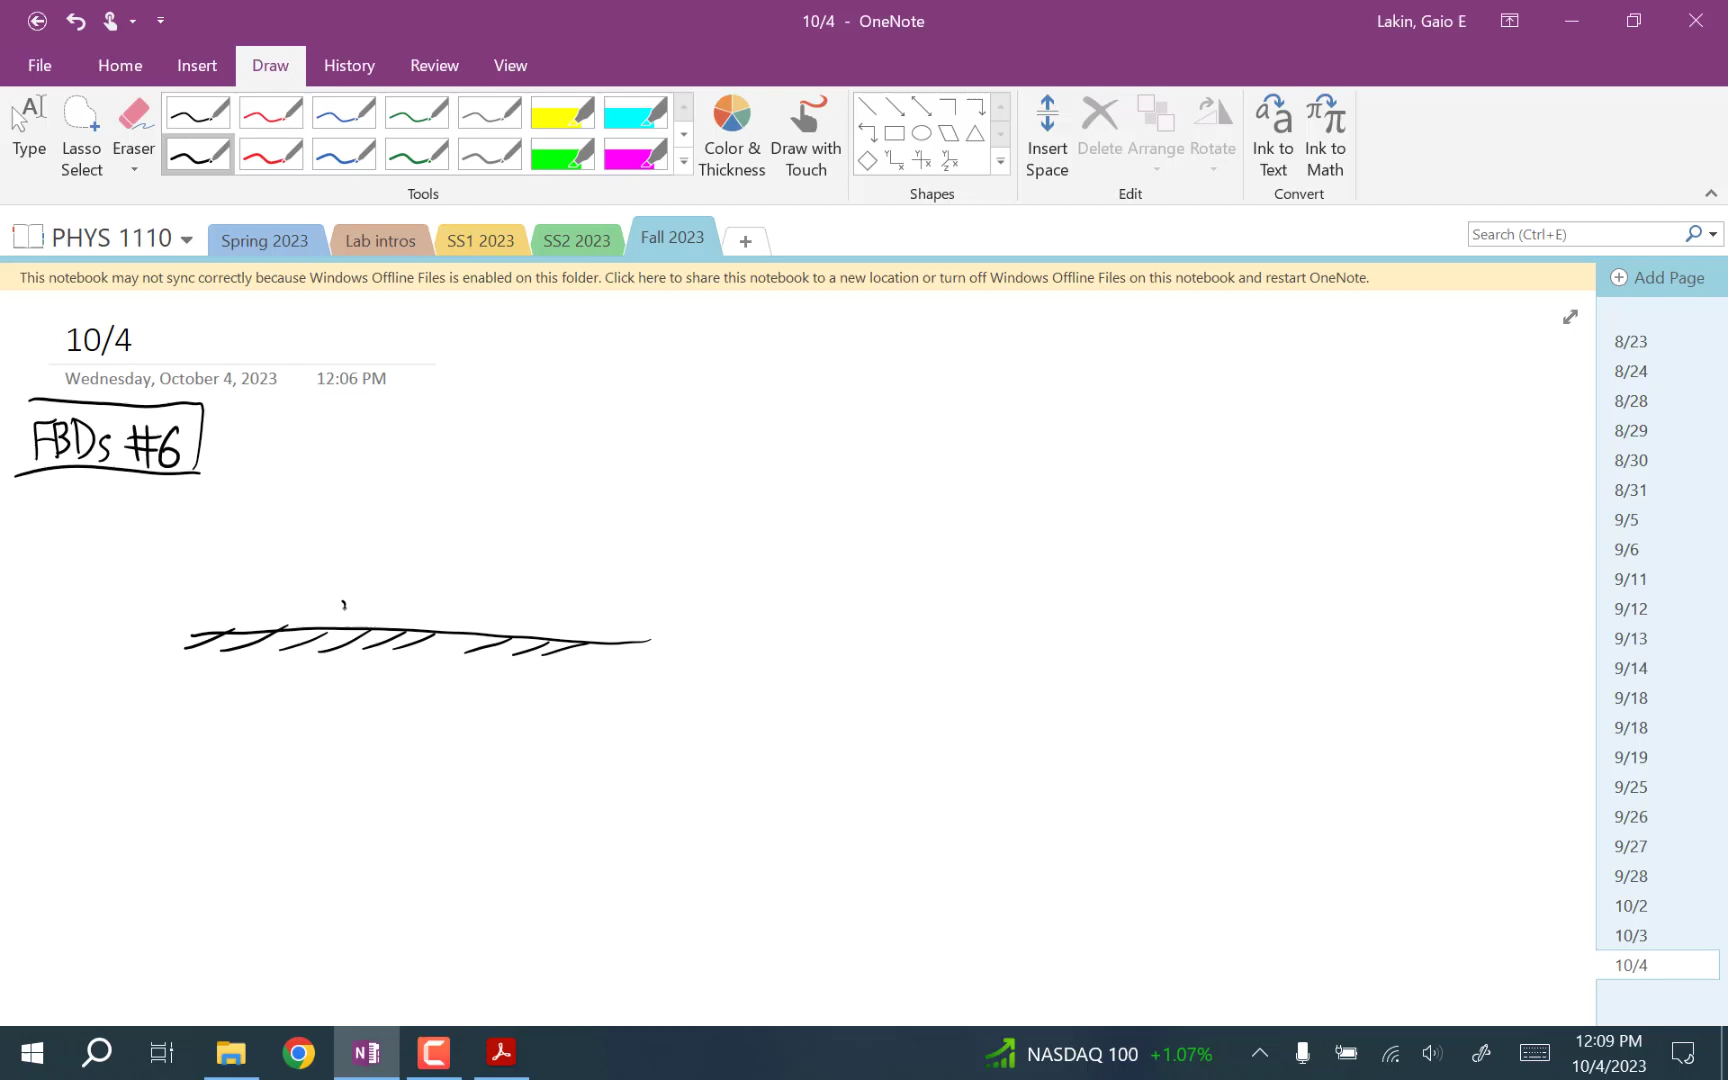 10/4 - OneNote
Lakin, Gaio E
File Home Insert Draw History Review View
Type
Lasso Select
Eraser
Color & Thickness
Draw with Touch
Insert Space
Delete
Arrange
Rotate
Ink to Text
Ink to Math
Tools
Shapes
Edit
Convert
PHYS 1110
Spring 2023
Lab intros
SS1 2023
SS2 2023
Fall 2023
Search (Ctrl+E)
This notebook may not sync correctly because Windows Offline Files is enabled on this folder. Click here to share this notebook to a new location or turn off Windows Offline Files on this notebook and restart OneNote.
Add Page
10/4
Wednesday, October 4, 2023 12:06 PM
FBDs #6
8/23
8/24
8/28
8/29
8/30
8/31
9/5
9/6
9/11
9/12
9/13
9/14
9/18
9/18
9/19
9/25
9/26
9/27
9/28
10/2
10/3
10/4
NASDAQ 100 +1.07%
12:09 PM
10/4/2023